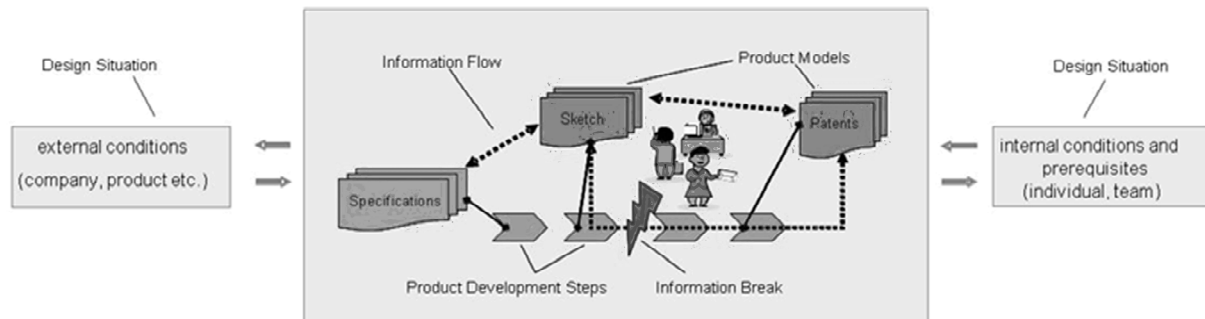 Design Situation
external conditions
(company, product etc.)
Information Flow
Product Models
Sketch
Patents
Specifications
Product Development Steps
Information Break
Design Situation
internal conditions and
prerequisites
(individual, team)